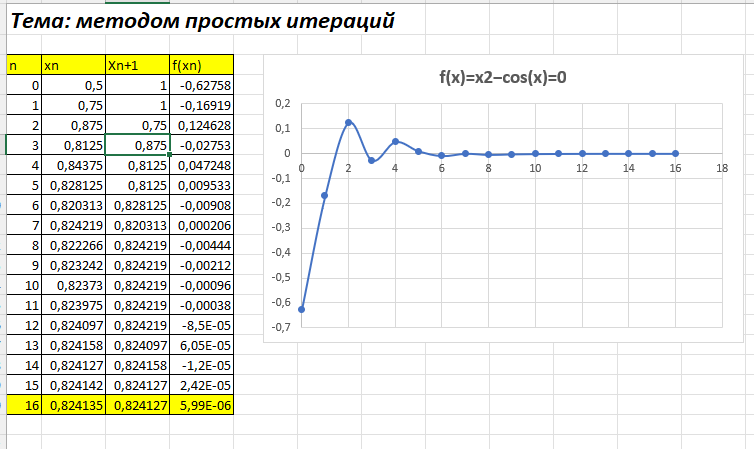 Тема: методом простых итераций
n xn Xn+1 f(xn)
0 0,5 1 -0,62758
1 0,75 1 -0,16919
2 0,875 0,75 0,124628
3 0,8125 0,875 -0,02753
4 0,84375 0,8125 0,047248
5 0,828125 0,8125 0,009533
6 0,820313 0,828125 -0,00908
7 0,824219 0,820313 0,000206
8 0,822266 0,824219 -0,00444
9 0,823242 0,824219 -0,00212
10 0,82373 0,824219 -0,00096
11 0,823975 0,824219 -0,00038
12 0,824097 0,824219 -8,5E-05
13 0,824158 0,824097 6,05E-05
14 0,824127 0,824158 -1,2E-05
15 0,824142 0,824127 2,42E-05
16 0,824135 0,824127 5,99E-06
f(x)=x2−cos(x)=0
0,2
0,1
0
-0,1
-0,2
-0,3
-0,4
-0,5
-0,6
-0,7
0 2 4 6 8 10 12 14 16 18